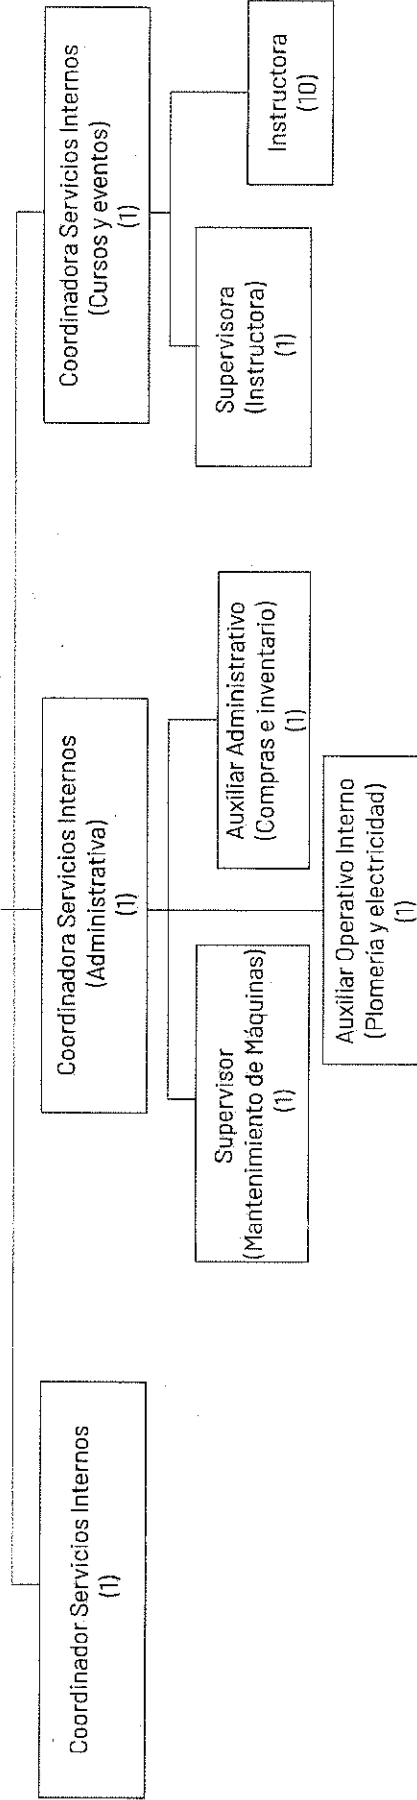 Coordinador Servicios Internos
(1)
Coordinadora Servicios Internos
(Administrativa)
(1)
Supervisor
(Mantenimiento de Máquinas)
(1)
Auxiliar Administrativo
(Compras e inventario)
(1)
Auxiliar Operativo Interno
(Plomería y electricidad)
(1)
Coordinadora Servicios Internos
(Cursos y eventos)
(1)
Supervisora
(Instructora)
(1)
Instructora
(10)